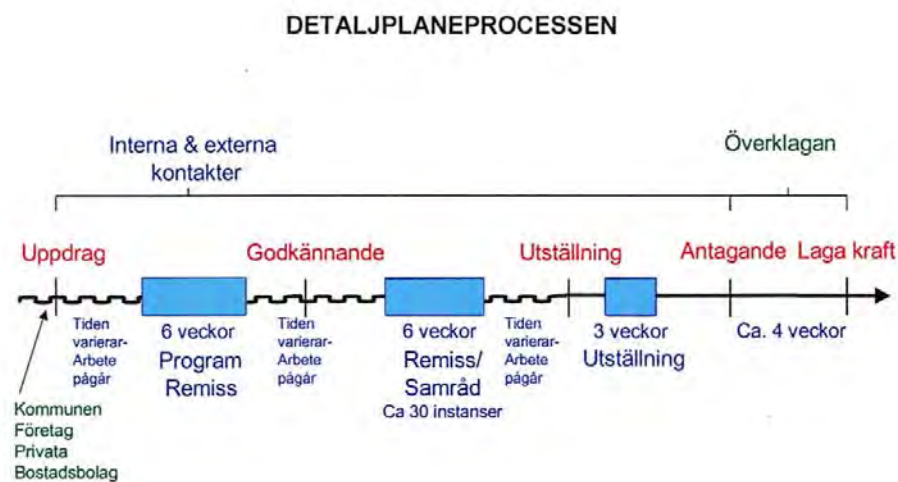 DETALJPLANEPROCESSEN
Interna & externa
kontakter
Överklagan
Uppdrag
Godkännande
Utställning
Antagande
Laga kraft
Tiden
varierar-
Arbete
pågår
6 veckor
Program
Remiss
Tiden
varierar-
Arbete
pågår
6 veckor
Remiss/
Samråd
Ca 30 instanser
Tiden
varierar-
Arbete
pågår
3 veckor
Utställning
Ca. 4 veckor
Kommunen
Företag
Privata
Bostadsbolag